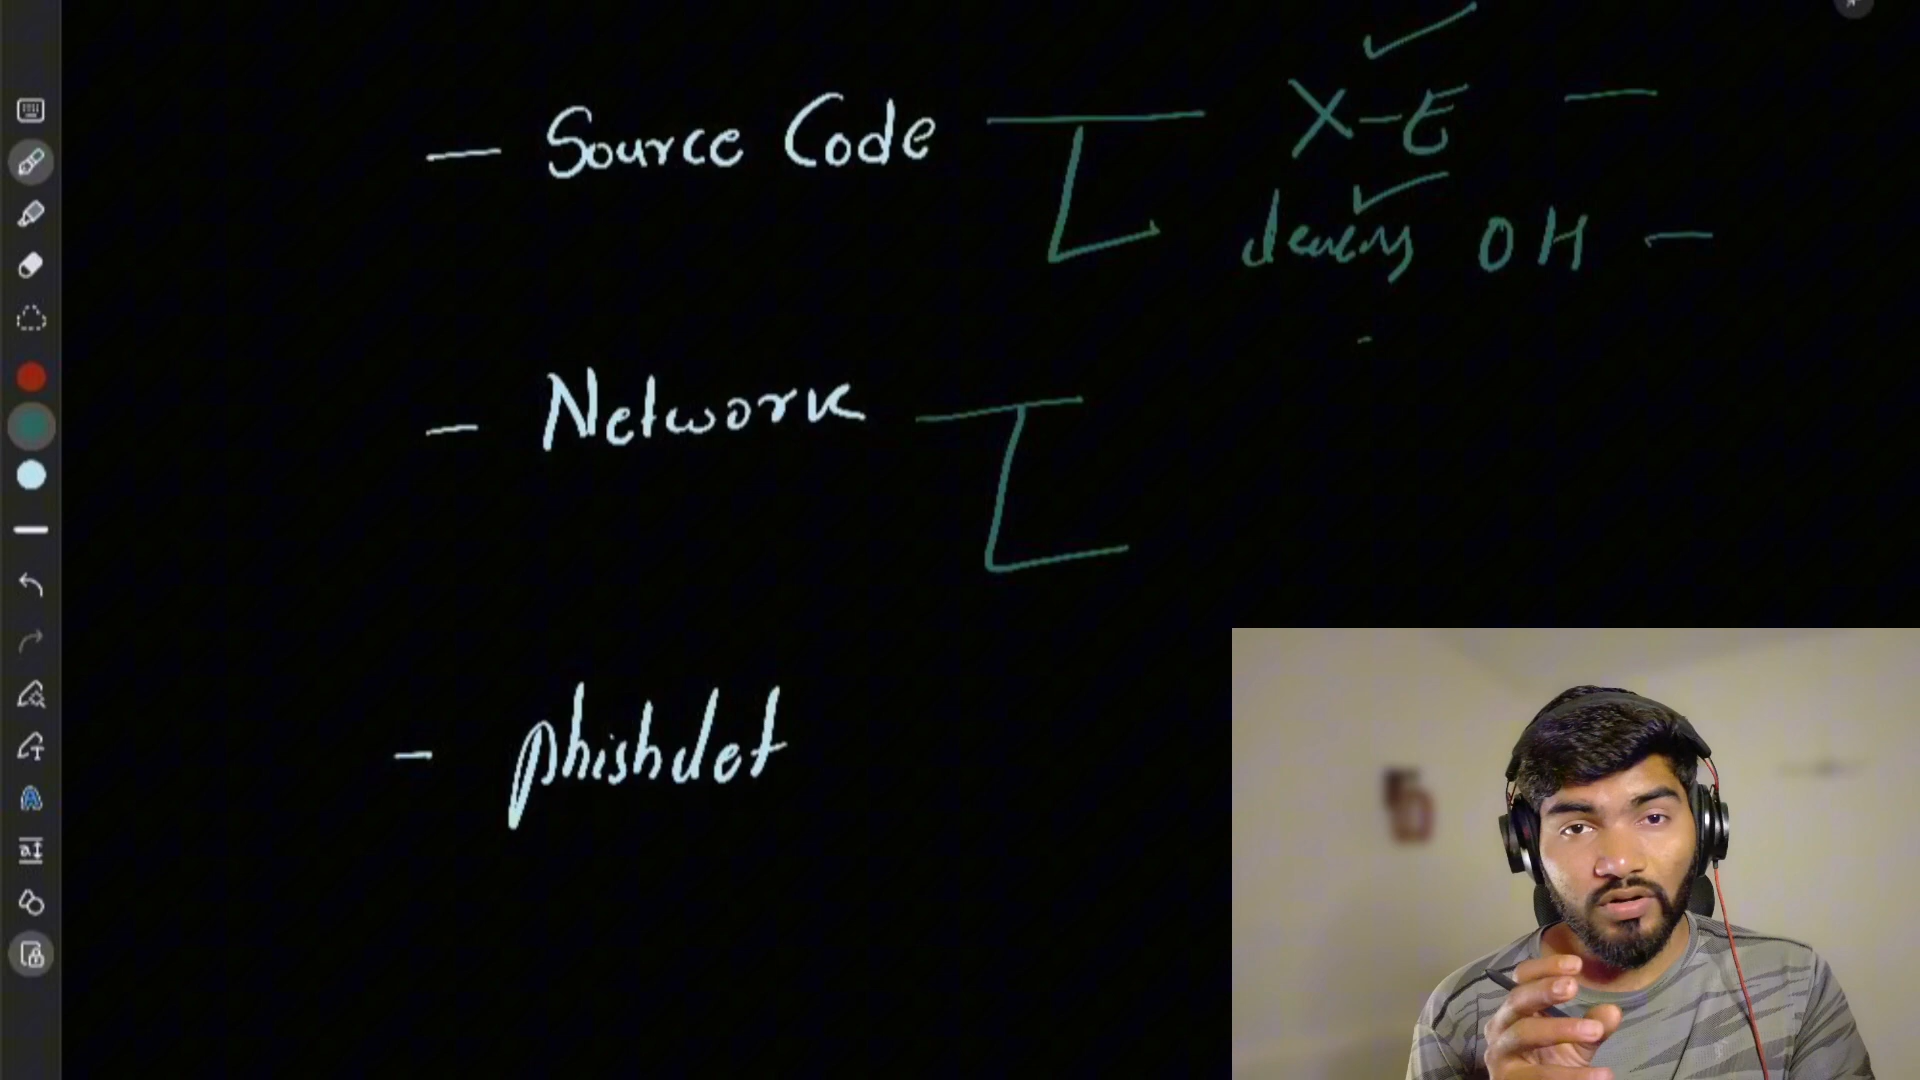 — Source Code
X-E —
OH —
— Network
- phishdet